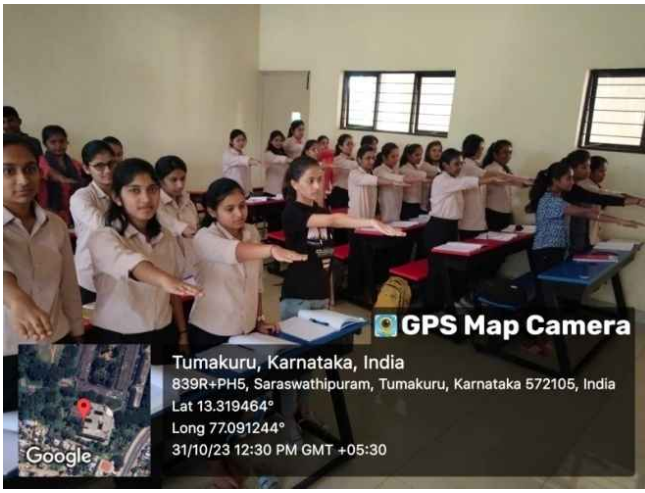 GPS Map Camera
Tumakuru, Karnataka, India
839R+PH5, Saraswathipuram, Tumakuru, Karnataka 572105, India
Lat 13.319464°
Long 77.091244°
31/10/23 12:30 PM GMT +05:30
Google